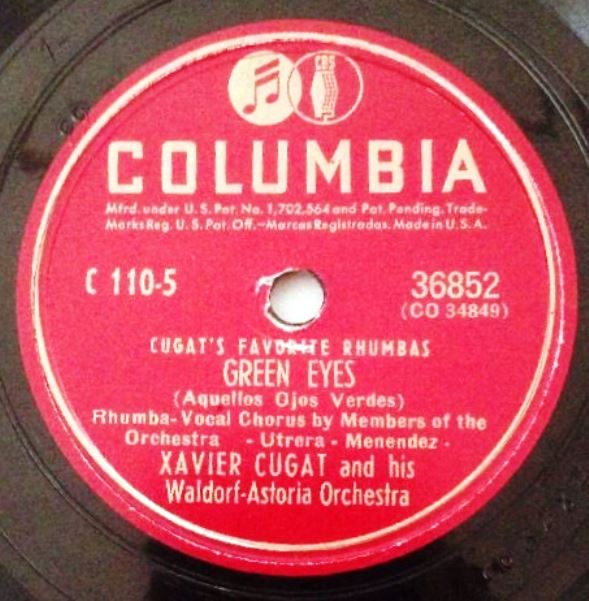 CBS
COLUMBIA
Mfrd. under U.S. Pat. No. 1,702,564 and Pat. Pending. Trade-
Marks Reg. U.S. Pat. Off.—Marcas Registradas. Made in U.S.A.
C 110-5
36852
(CO 34849)
CUGAT'S FAVORITE RHUMBAS
GREEN EYES
(Aquellos Ojos Verdes)
Rhumba-Vocal Chorus by Members of the
Orchestra - Utrera - Menendez -
XAVIER CUGAT and his
Waldorf-Astoria Orchestra